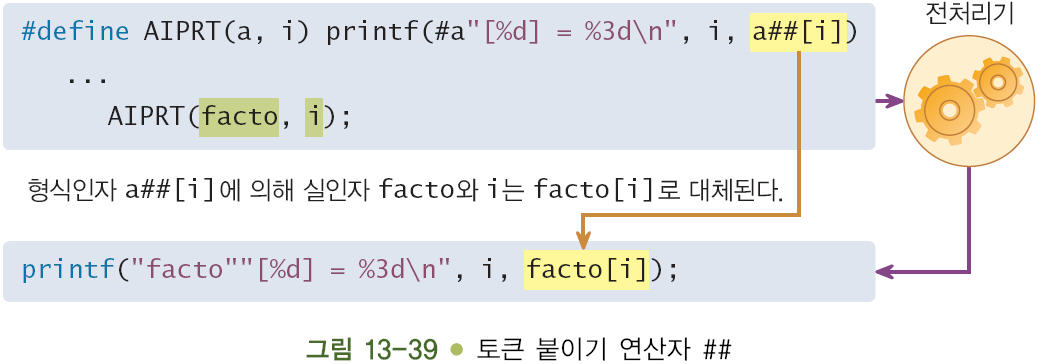 전처리기
#define AIPRT(a, i) printf(#a"[%d] = %3d\n", i, a##[i])
...
AIPRT(facto, i);
형식인자 a##[i]에 의해 실인자 facto와 i는 facto[i]로 대체된다.
printf("facto""[%d] = %3d\n", i, facto[i]);
그림 13-39 ● 토큰 붙이기 연산자 ##